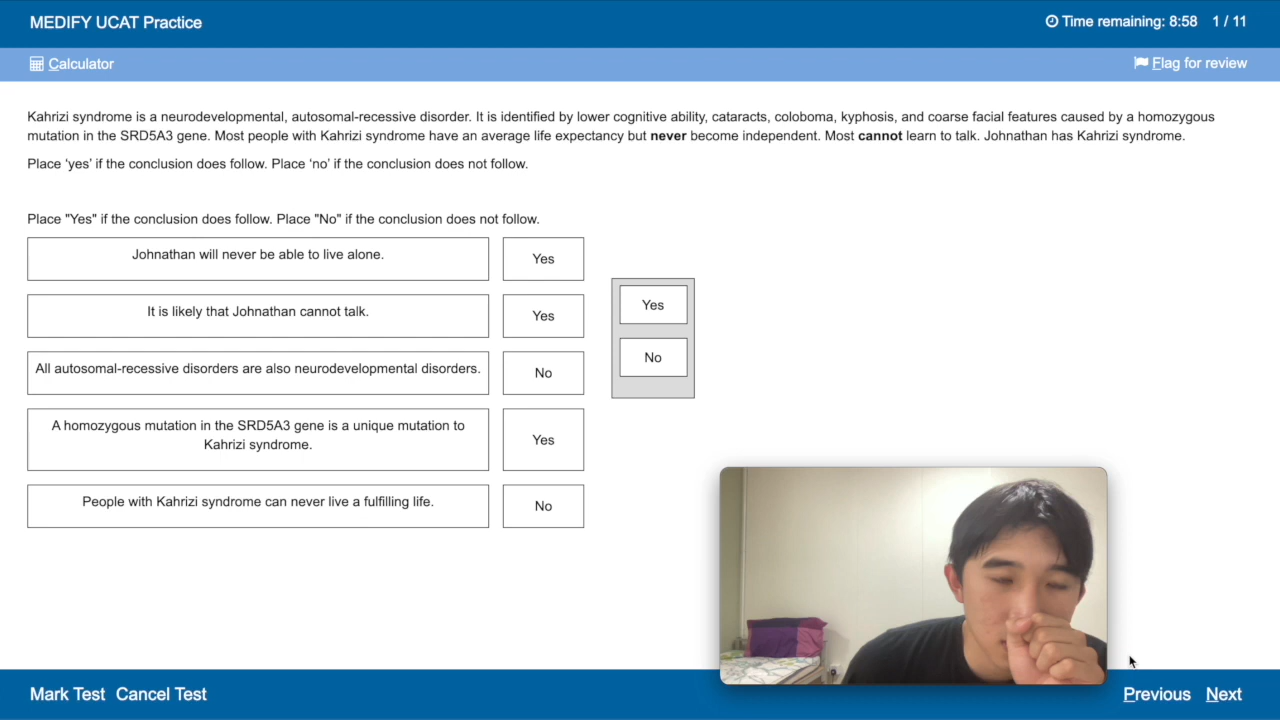 MEDIFY UCAT Practice
Time remaining: 8:58 1 / 11
Calculator
Flag for review
Kahrizi syndrome is a neurodevelopmental, autosomal-recessive disorder. It is identified by lower cognitive ability, cataracts, coloboma, kyphosis, and coarse facial features caused by a homozygous
mutation in the SRD5A3 gene. Most people with Kahrizi syndrome have an average life expectancy but never become independent. Most cannot learn to talk. Johnathan has Kahrizi syndrome.
Place ‘yes’ if the conclusion does follow. Place ‘no’ if the conclusion does not follow.
Place "Yes" if the conclusion does follow. Place "No" if the conclusion does not follow.
Johnathan will never be able to live alone.
Yes
It is likely that Johnathan cannot talk.
Yes
All autosomal-recessive disorders are also neurodevelopmental disorders.
No
A homozygous mutation in the SRD5A3 gene is a unique mutation to
Kahrizi syndrome.
Yes
People with Kahrizi syndrome can never live a fulfilling life.
No
Yes
No
Mark Test Cancel Test
Previous Next